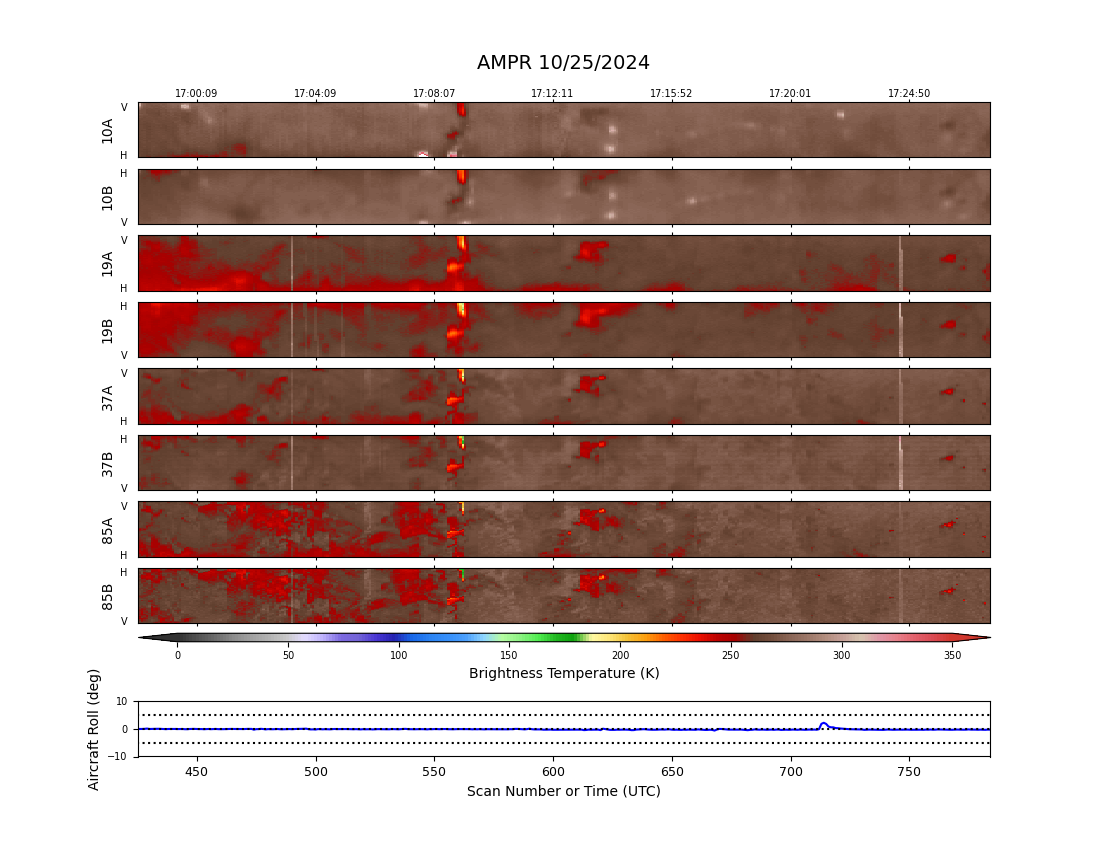 AMPR 10/25/2024
17:00:09 17:04:09 17:08:07 17:12:11 17:15:52 17:20:01 17:24:50
V
10A
H
H
10B
V
V
19A
H
H
19B
V
V
37A
H
H
37B
V
V
85A
H
H
85B
V
0 50 100 150 200 250 300 350
Brightness Temperature (K)
Aircraft Roll (deg)
10
0
−10
450 500 550 600 650 700 750
Scan Number or Time (UTC)